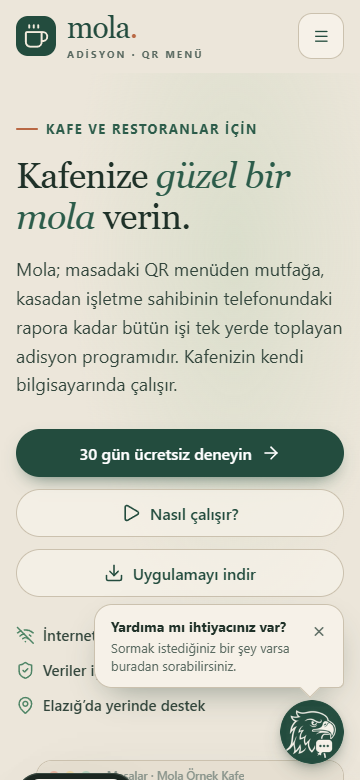 mola.
ADİSYON · QR MENÜ
KAFE VE RESTORANLAR İÇİN
Kafenize güzel bir
mola verin.
Mola; masadaki QR menüden mutfağa,
kasadan işletme sahibinin telefonundaki
rapora kadar bütün işi tek yerde toplayan
adisyon programıdır. Kafenizin kendi
bilgisayarında çalışır.
30 gün ücretsiz deneyin
Nasıl çalışır?
Uygulamayı indir
Yardıma mı ihtiyacınız var?
Sormak istediğiniz bir şey varsa
buradan sorabilirsiniz.
Elazığ'da yerinde destek
Mola Örnek Kafe